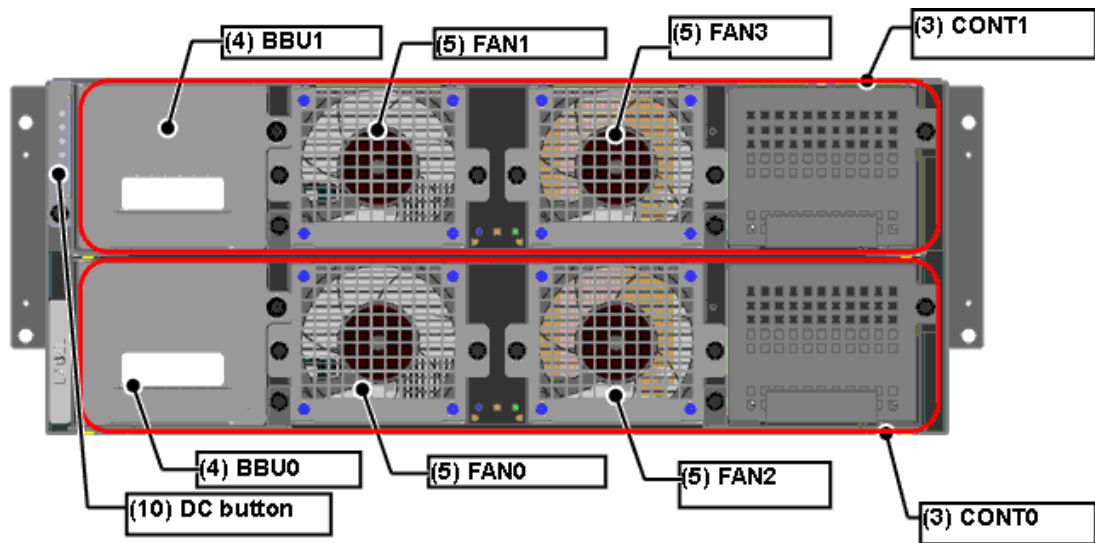 (4) BBU1
(5) FAN1
(5) FAN3
(3) CONT1
LABEL
(4) BBU0
(5) FAN0
(5) FAN2
(10) DC button
(3) CONT0